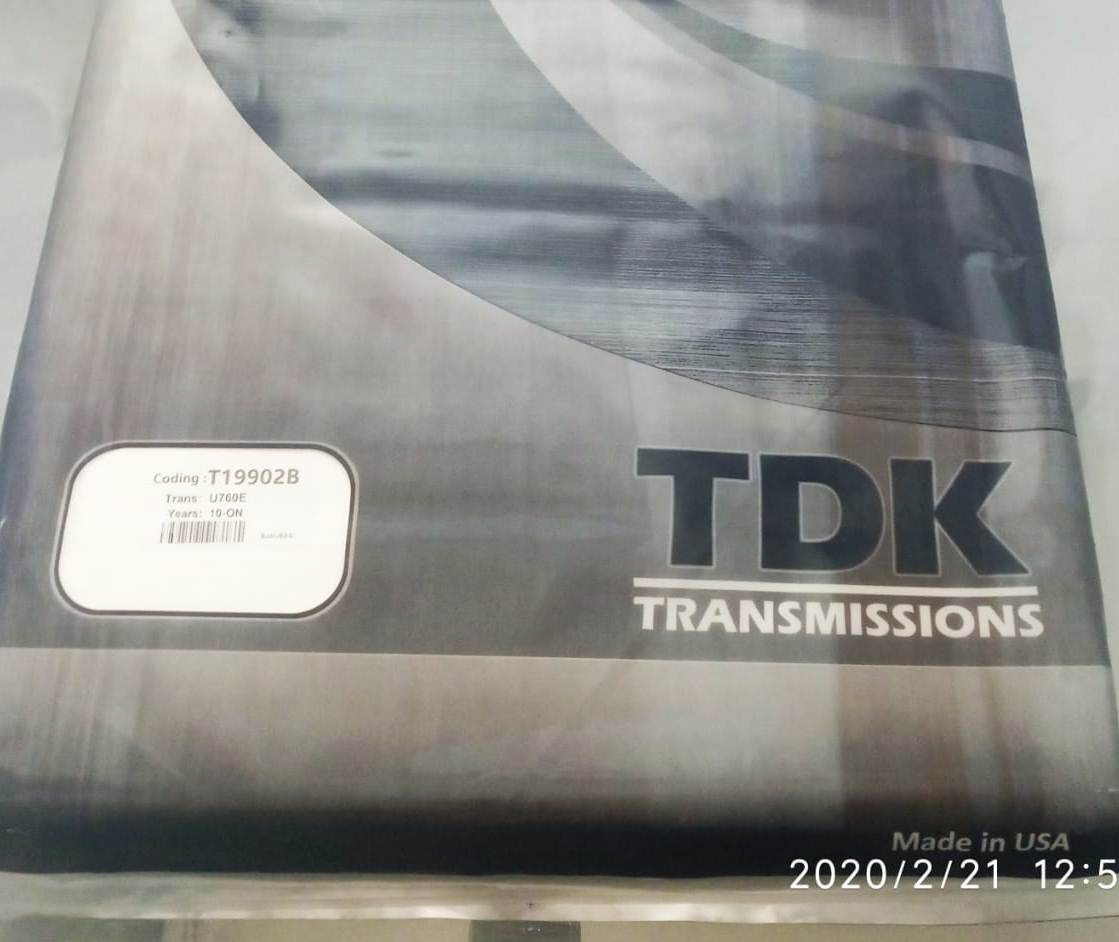 Coding :T19902B
Trans: U760E
Years: 10-ON
TDK
TRANSMISSIONS
Made in USA
2020/2/21 12:5